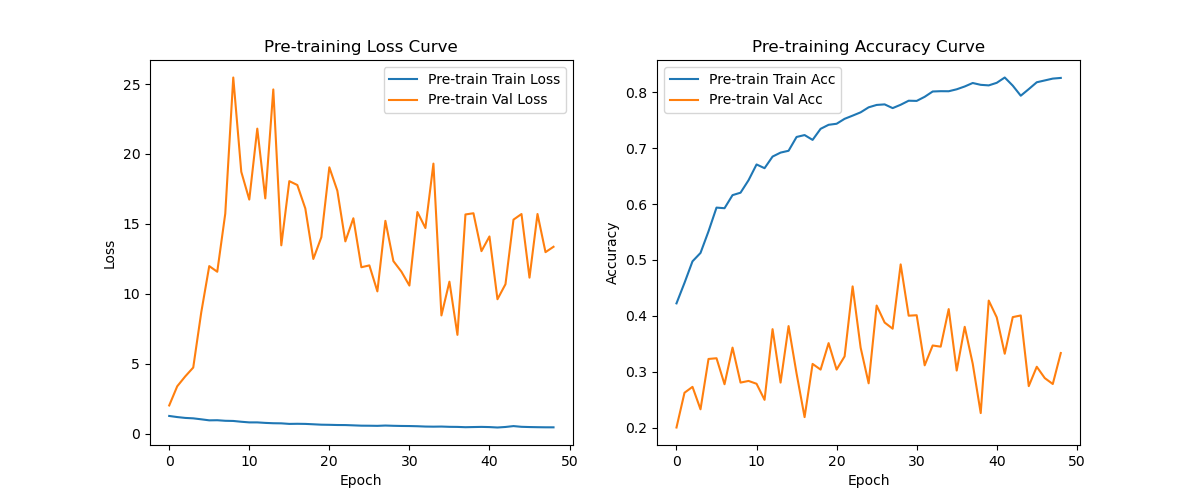 Pre-training Loss Curve
Pre-train Train Loss
Pre-train Val Loss
25
20
15
10
5
0
Loss
0 10 20 30 40 50
Epoch
Pre-training Accuracy Curve
Pre-train Train Acc
Pre-train Val Acc
0.8
0.7
0.6
0.5
0.4
0.3
0.2
Accuracy
0 10 20 30 40 50
Epoch